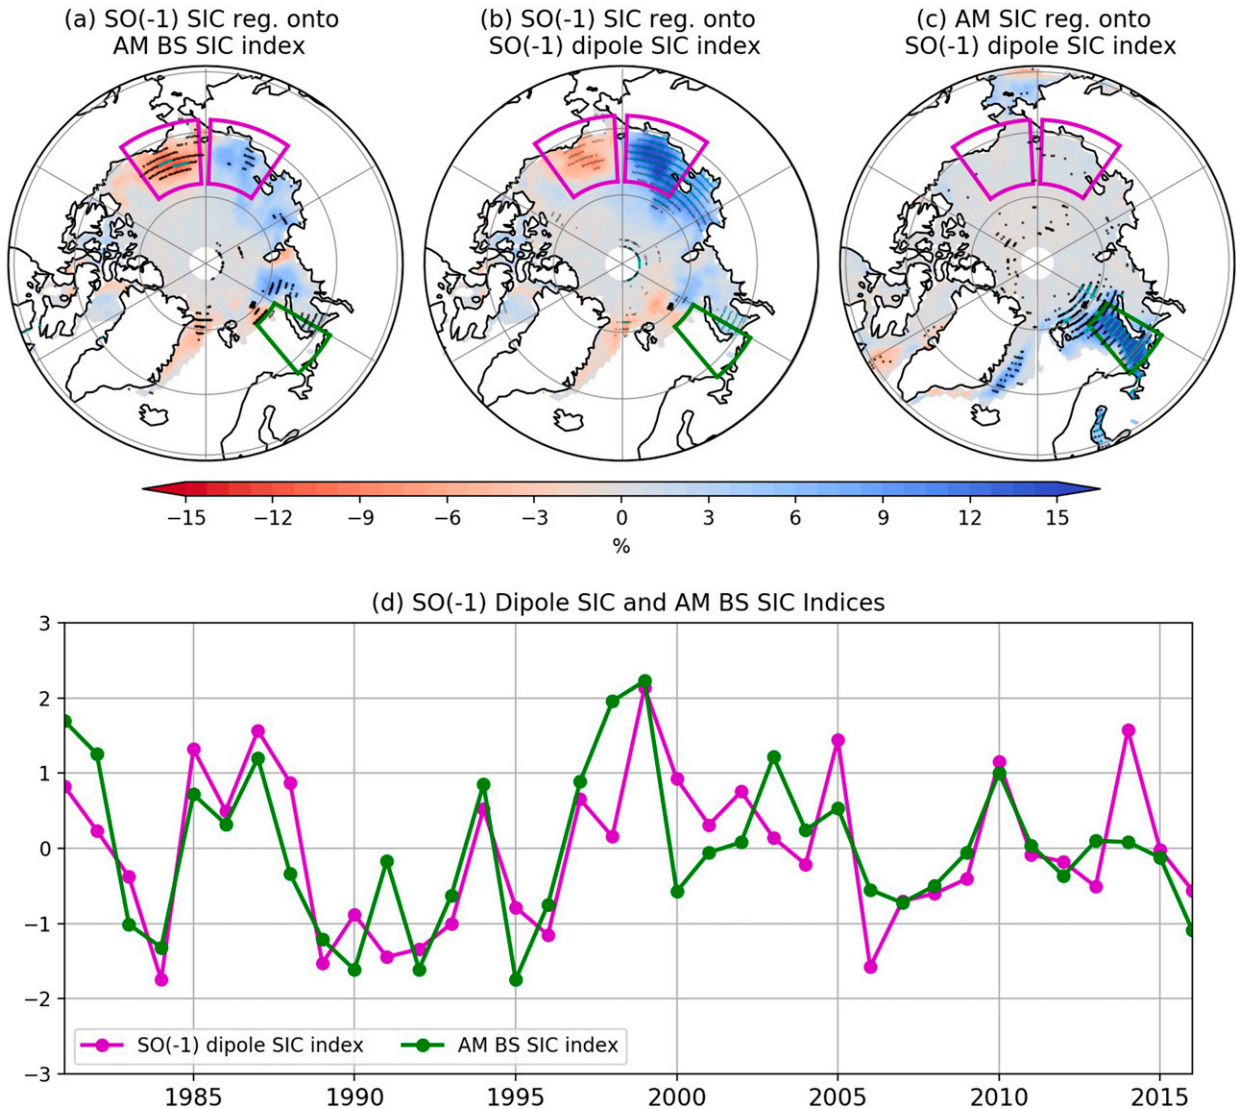 (a) SO(-1) SIC reg. onto
AM BS SIC index
(b) SO(-1) SIC reg. onto
SO(-1) dipole SIC index
(c) AM SIC reg. onto
SO(-1) dipole SIC index
−15 −12 −9 −6 −3 0 3 6 9 12 15
%
(d) SO(-1) Dipole SIC and AM BS SIC Indices
3
2
1
0
−1
−2
−3
SO(-1) dipole SIC index AM BS SIC index
1985 1990 1995 2000 2005 2010 2015